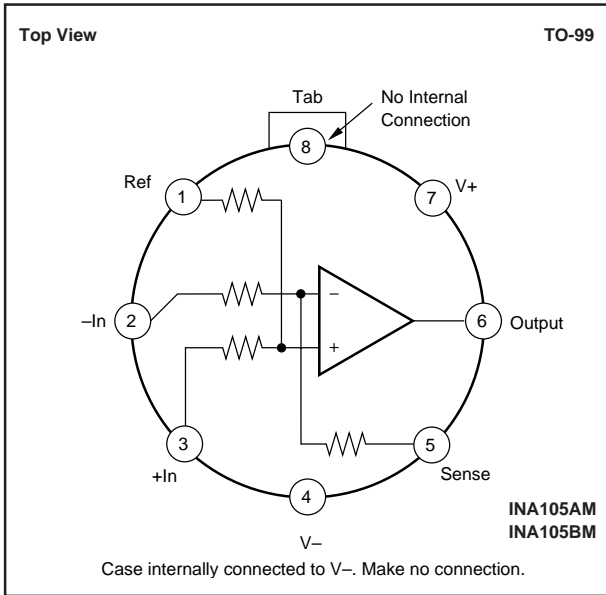 Top View
TO-99
Tab
No Internal
Connection
8
Ref
1
7
V+
–In
2
–
+
6
Output
3
+In
5
Sense
4
V–
INA105AM
INA105BM
Case internally connected to V–. Make no connection.